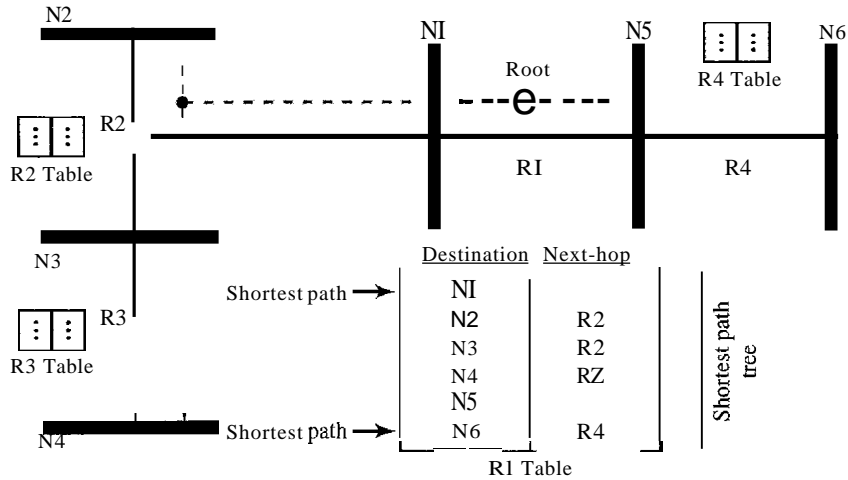 N2
NI
N5
N6
Root
e
R4 Table
R2
R2 Table
RI
R4
N3
Destination Next-hop
Shortest path
NI
N2 R2
R3
N3 R2
R3 Table
N4 RZ
N5
N4
Shortest path
N6 R4
R1 Table
Shortest path
tree